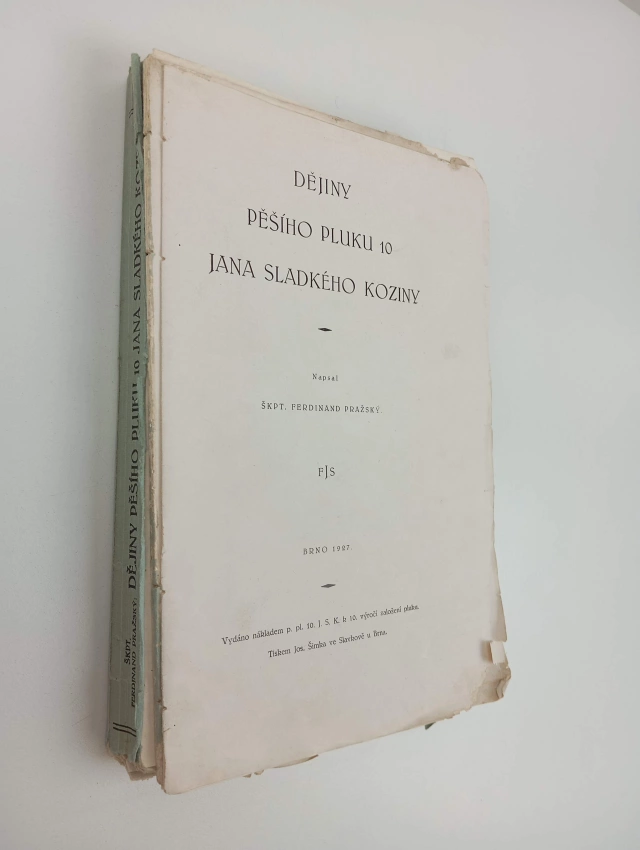 DĚJINY
PĚŠÍHO PLUKU 10
JANA SLADKÉHO KOZINY
Napsal
ŠKPT. FERDINAND PRAŽSKÝ.
FJS
BRNO 1927.
Vydáno nákladem p. pl. 10. J. S. K. k 10. výročí založení pluku.
Tiskem Jos. Šimka ve Slavkově u Brna.
ŠKPT.
FERDINAND PRAŽSKÝ:
DĚJINY PĚŠÍHO PLUKU 10 JANA SLADKÉHO